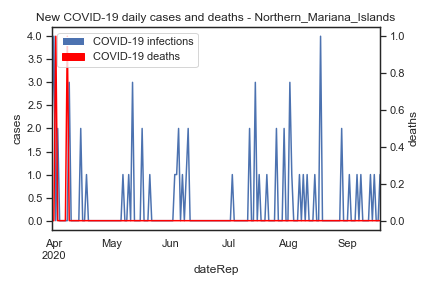 New COVID-19 daily cases and deaths - Northern_Mariana_Islands
COVID-19 infections
COVID-19 deaths
4.0
3.5
3.0
2.5
2.0
1.5
1.0
0.5
0.0
cases
1.0
0.8
0.6
0.4
0.2
0.0
deaths
Apr
2020
May
Jun
Jul
Aug
Sep
dateRep